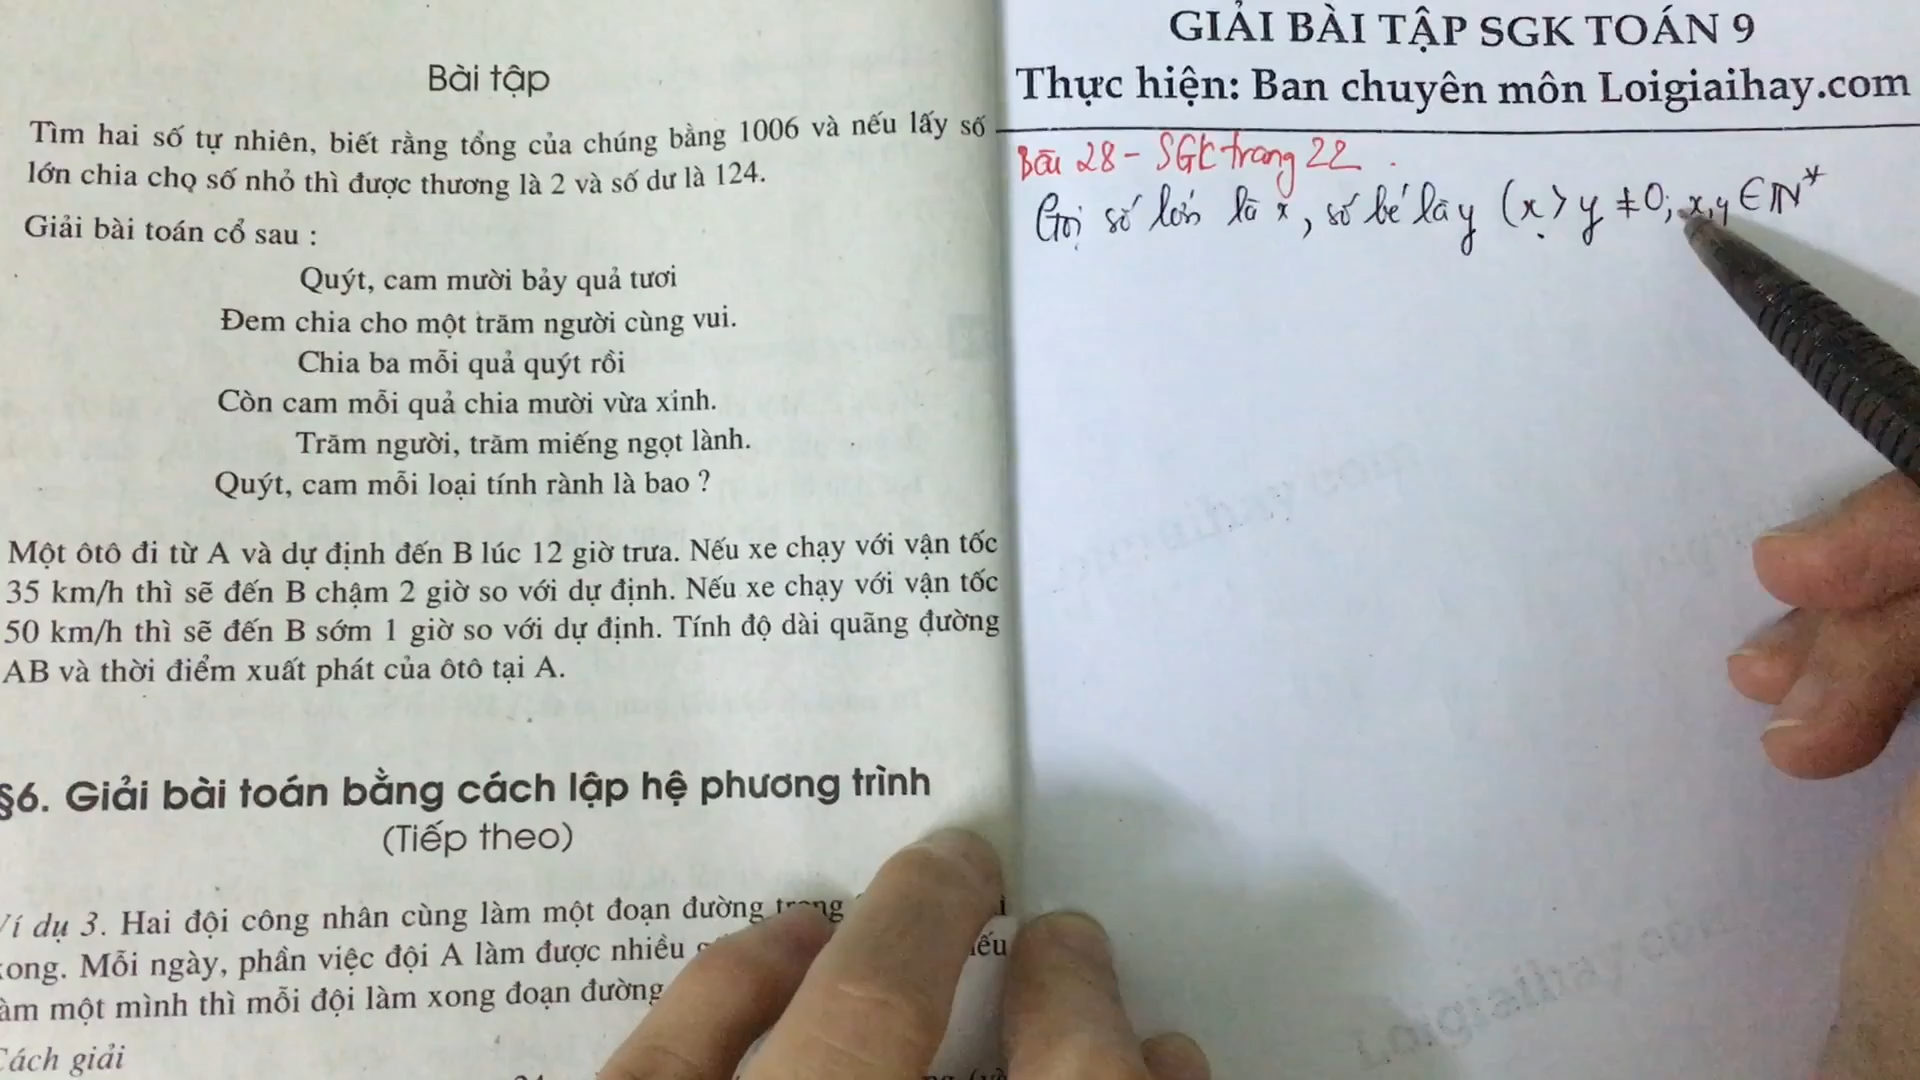 Bài tập
Tìm hai số tự nhiên, biết rằng tổng của chúng bằng 1006 và nếu lấy số
lớn chia cho số nhỏ thì được thương là 2 và số dư là 124.
Giải bài toán cổ sau :
Quýt, cam mười bảy quả tươi
Đem chia cho một trăm người cùng vui.
Chia ba mỗi quả quýt rồi
Còn cam mỗi quả chia mười vừa xinh.
Trăm người, trăm miếng ngọt lành.
Quýt, cam mỗi loại tính rành là bao ?
Một ôtô đi từ A và dự định đến B lúc 12 giờ trưa. Nếu xe chạy với vận tốc
35 km/h thì sẽ đến B chậm 2 giờ so với dự định. Nếu xe chạy với vận tốc
50 km/h thì sẽ đến B sớm 1 giờ so với dự định. Tính độ dài quãng đường
AB và thời điểm xuất phát của ôtô tại A.
§6. Giải bài toán bằng cách lập hệ phương trình
(Tiếp theo)
Ví dụ 3. Hai đội công nhân cùng làm một đoạn đường trong
xong. Mỗi ngày, phần việc đội A làm được nhiều
làm một mình thì mỗi đội làm xong đoạn đường
Cách giải
GIẢI BÀI TẬP SGK TOÁN 9
Thực hiện: Ban chuyên môn Loigiaihay.com
Bài 28 - SGK trang 22.
Gọi số lớn là x, số bé là y (x > y ≠ 0; x, y ∈ ℕ*
Loigiaihay.com